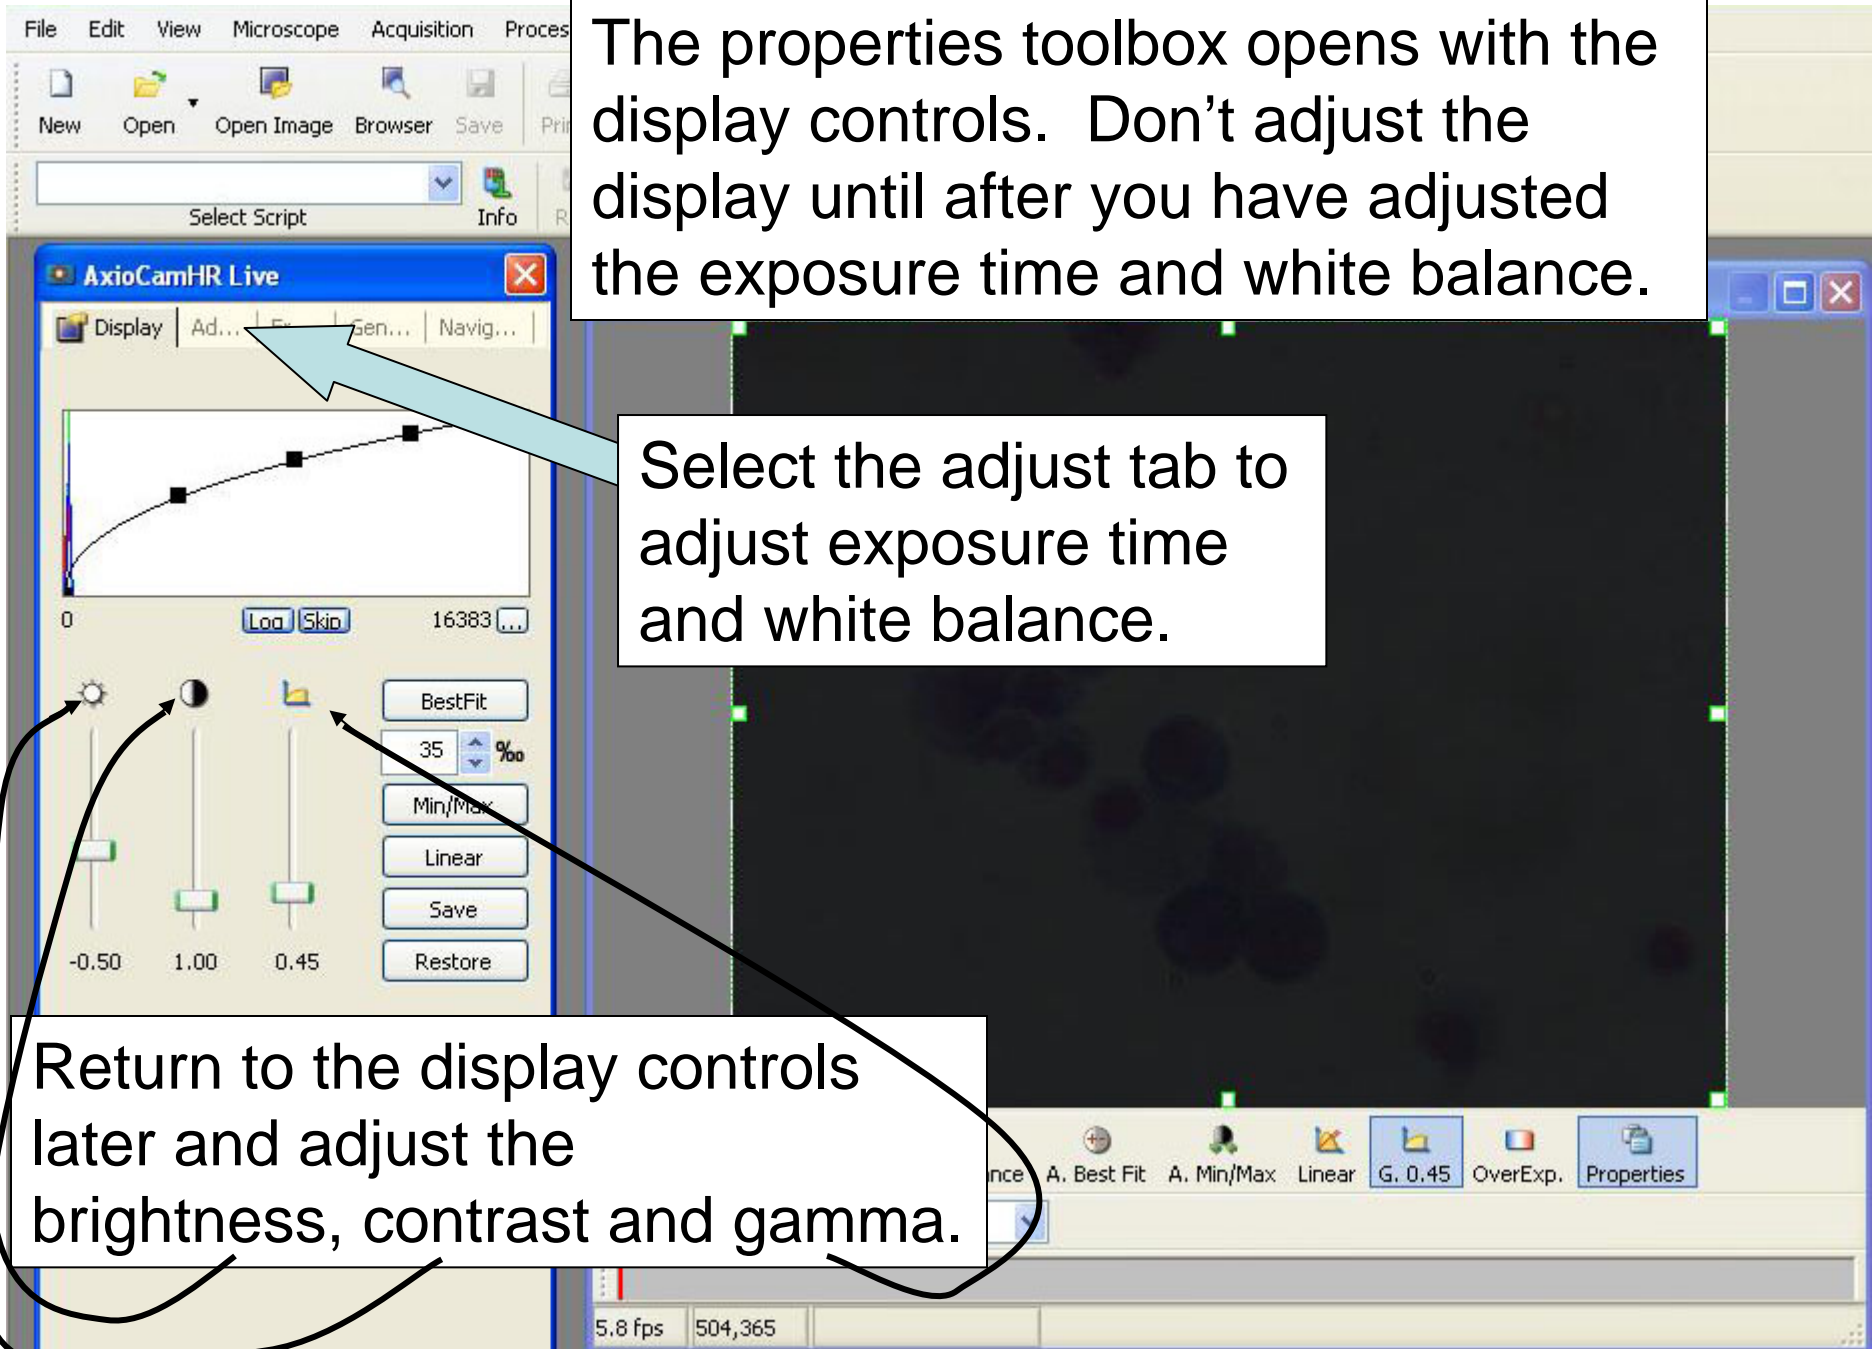 File Edit View Microscope Acquisition Proces
The properties toolbox opens with the
display controls. Don't adjust the
display until after you have adjusted
the exposure time and white balance.
New Open Open Image Browser Save Prin
Select Script Info R
AxioCamHR Live
Display Ad... Gen... Navig...
Select the adjust tab to
adjust exposure time
and white balance.
0 Log Skip 16383 ...
BestFit
35 ‰
Min/Max
Linear
Save
-0.50 1.00 0.45 Restore
Return to the display controls
later and adjust the
brightness, contrast and gamma.
nce A. Best Fit A. Min/Max Linear G. 0.45 OverExp. Properties
5.8 fps 504,365